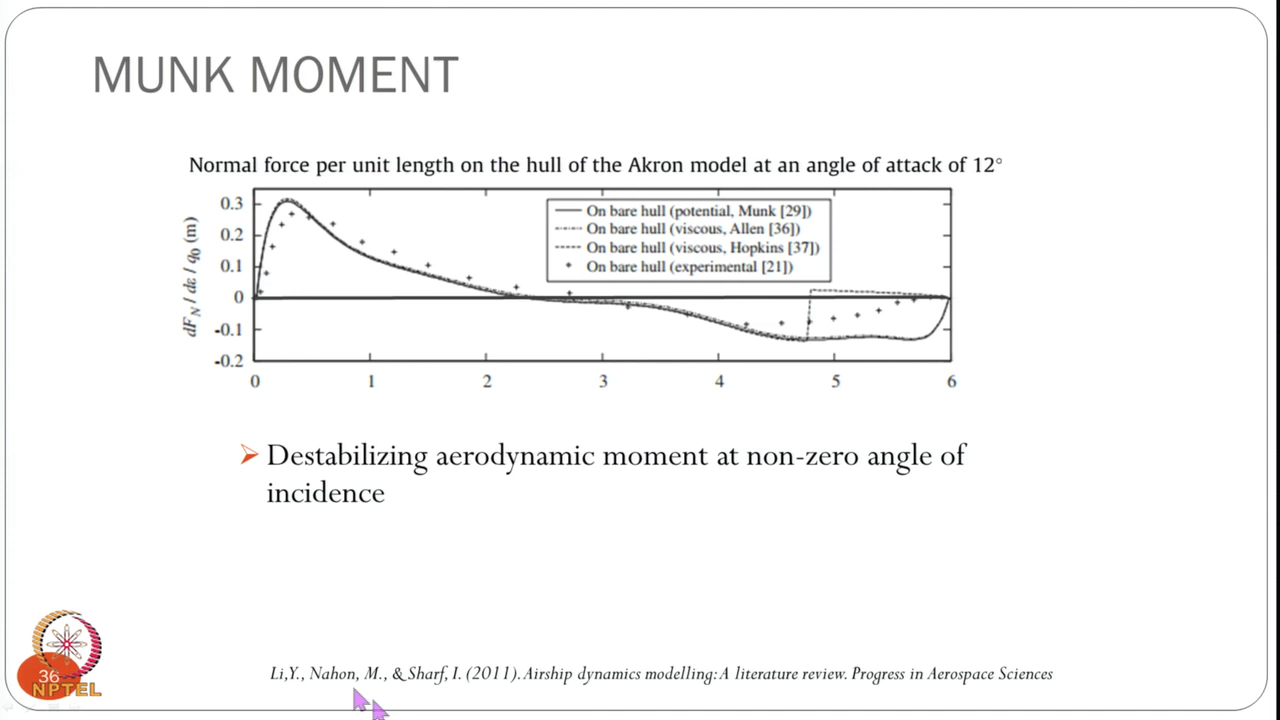 MUNK MOMENT
Normal force per unit length on the hull of the Akron model at an angle of attack of 12°
dF_N / dε / q_0 (m)
0.3
0.2
0.1
0
-0.1
-0.2
On bare hull (potential, Munk [29])
On bare hull (viscous, Allen [36])
On bare hull (viscous, Hopkins [37])
On bare hull (experimental [21])
0 1 2 3 4 5 6
Destabilizing aerodynamic moment at non-zero angle of
incidence
36
NPTEL
Li,Y., Nahon, M., & Sharf, I. (2011). Airship dynamics modelling: A literature review. Progress in Aerospace Sciences